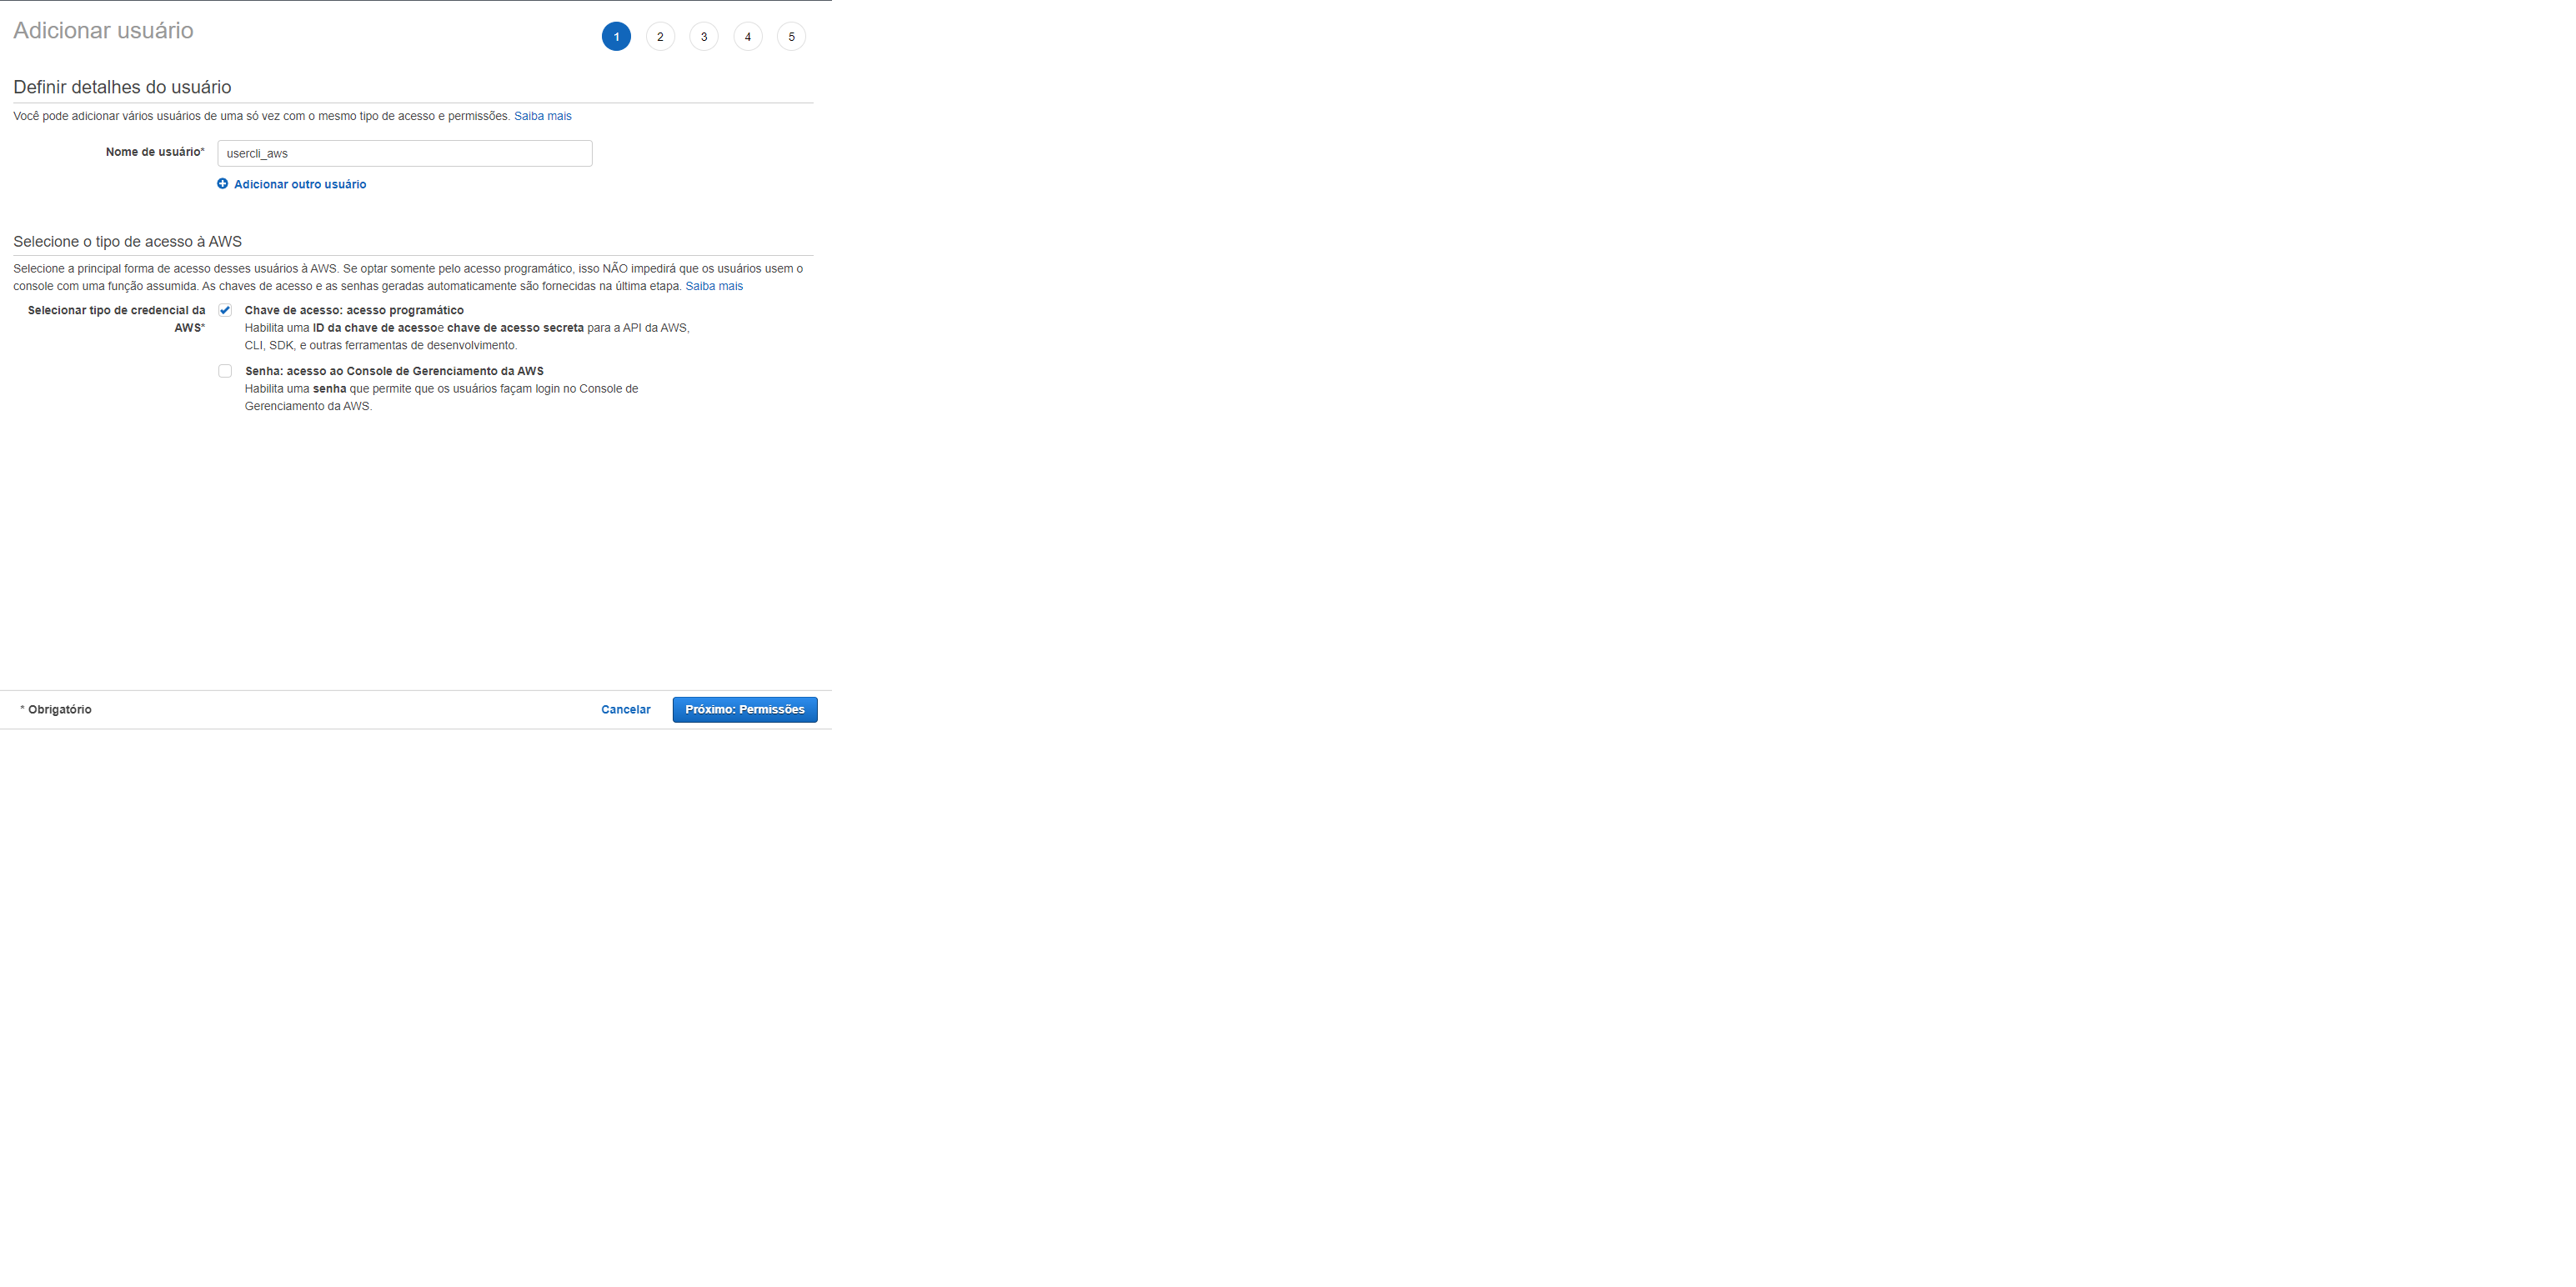 Adicionar usuário
1 2 3 4 5
Definir detalhes do usuário
Você pode adicionar vários usuários de uma só vez com o mesmo tipo de acesso e permissões. Saiba mais
Nome de usuário* usercli_aws
Adicionar outro usuário
Selecione o tipo de acesso à AWS
Selecione a principal forma de acesso desses usuários à AWS. Se optar somente pelo acesso programático, isso NÃO impedirá que os usuários usem o
console com uma função assumida. As chaves de acesso e as senhas geradas automaticamente são fornecidas na última etapa. Saiba mais
Selecionar tipo de credencial da
AWS*
Chave de acesso: acesso programático
Habilita uma ID da chave de acessoe chave de acesso secreta para a API da AWS,
CLI, SDK, e outras ferramentas de desenvolvimento.
Senha: acesso ao Console de Gerenciamento da AWS
Habilita uma senha que permite que os usuários façam login no Console de
Gerenciamento da AWS.
* Obrigatório
Cancelar
Próximo: Permissões